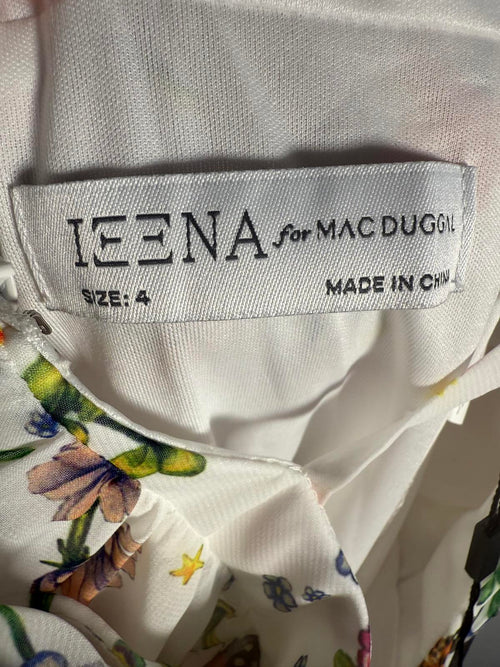 IEENA for MAC DUGGAL
SIZE: 4
MADE IN CHINA